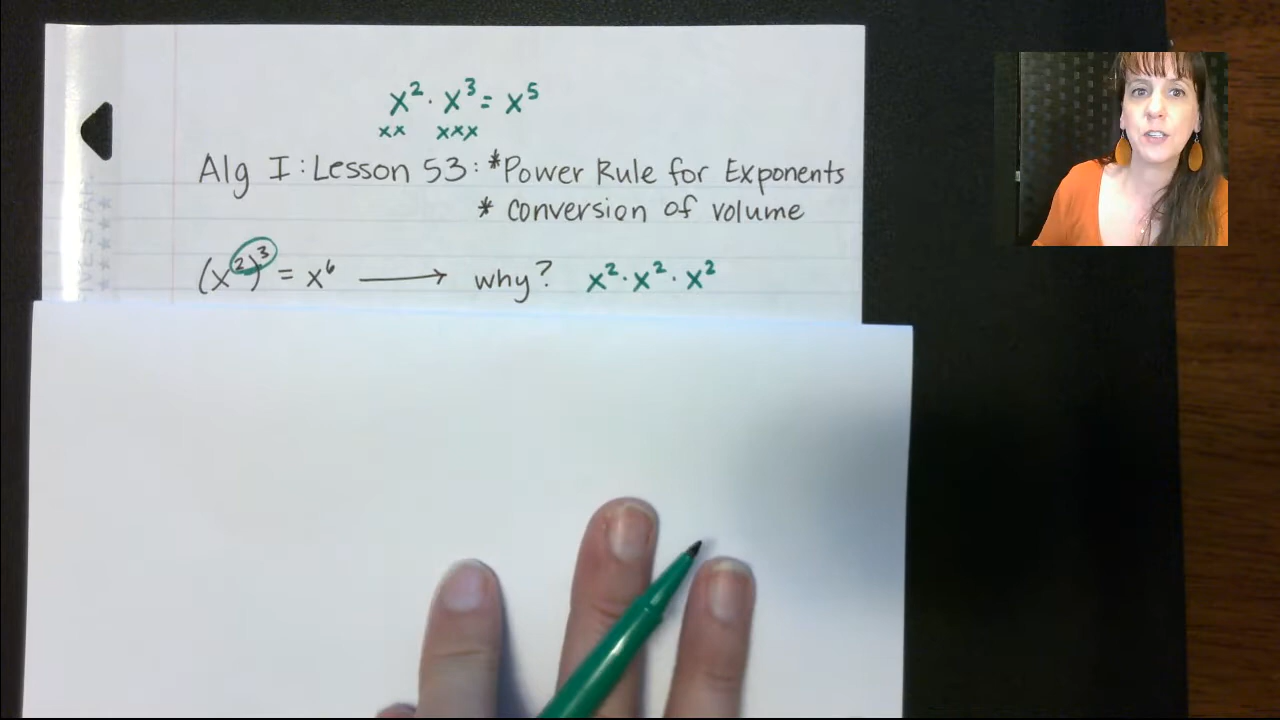 x² · x³ = x⁵
xx xxx
Alg I: Lesson 53: *Power Rule for Exponents
* conversion of volume
(x²)³ = x⁶ → why? x² · x² · x²